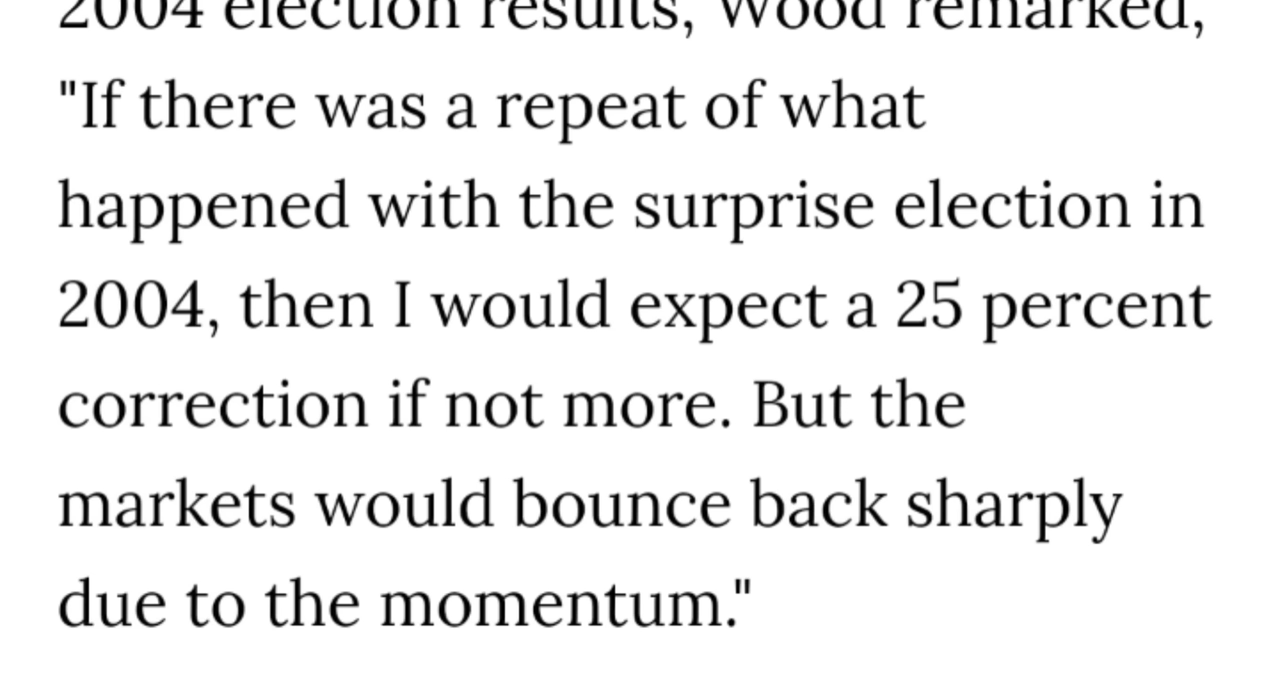 2004 election results, Wood remarked,
"If there was a repeat of what
happened with the surprise election in
2004, then I would expect a 25 percent
correction if not more. But the
markets would bounce back sharply
due to the momentum."